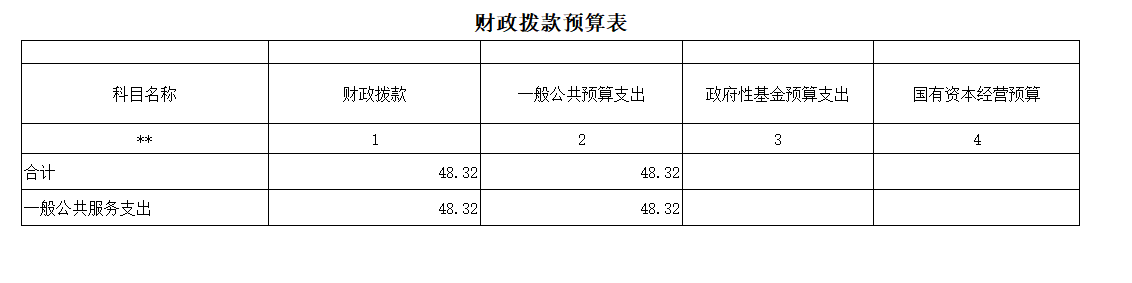 财政拨款预算表
科目名称 财政拨款 一般公共预算支出 政府性基金预算支出 国有资本经营预算
** 1 2 3 4
合计 48.32 48.32
一般公共服务支出 48.32 48.32